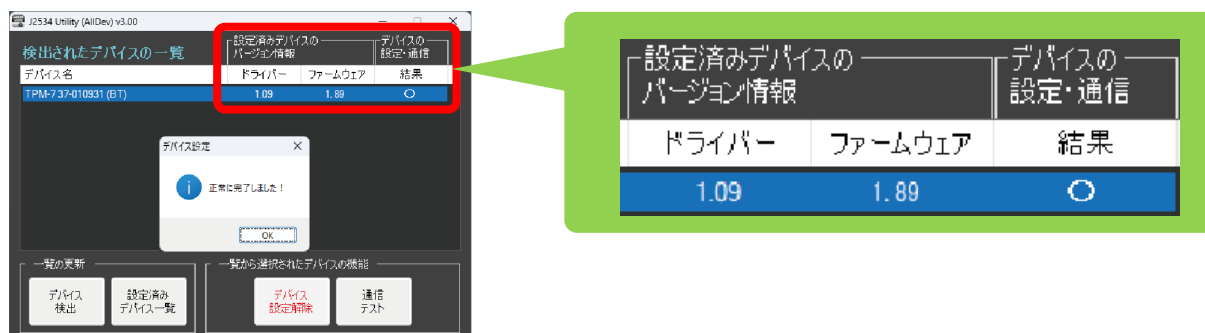 J2534 Utility (AllDev) v3.00
検出されたデバイスの一覧
設定済みデバイスの
バージョン情報
デバイスの
設定・通信
デバイス名
ドライバー
ファームウェア
結果
TPM-7 37-010931 (BT)
1.09
1.89
○
デバイス設定
正常に完了しました!
OK
一覧の更新
デバイス
検出
設定済み
デバイス一覧
一覧から選択されたデバイスの機能
デバイス
設定解除
通信
テスト
設定済みデバイスの
バージョン情報
デバイスの
設定・通信
ドライバー
ファームウェア
結果
1.09
1.89
○